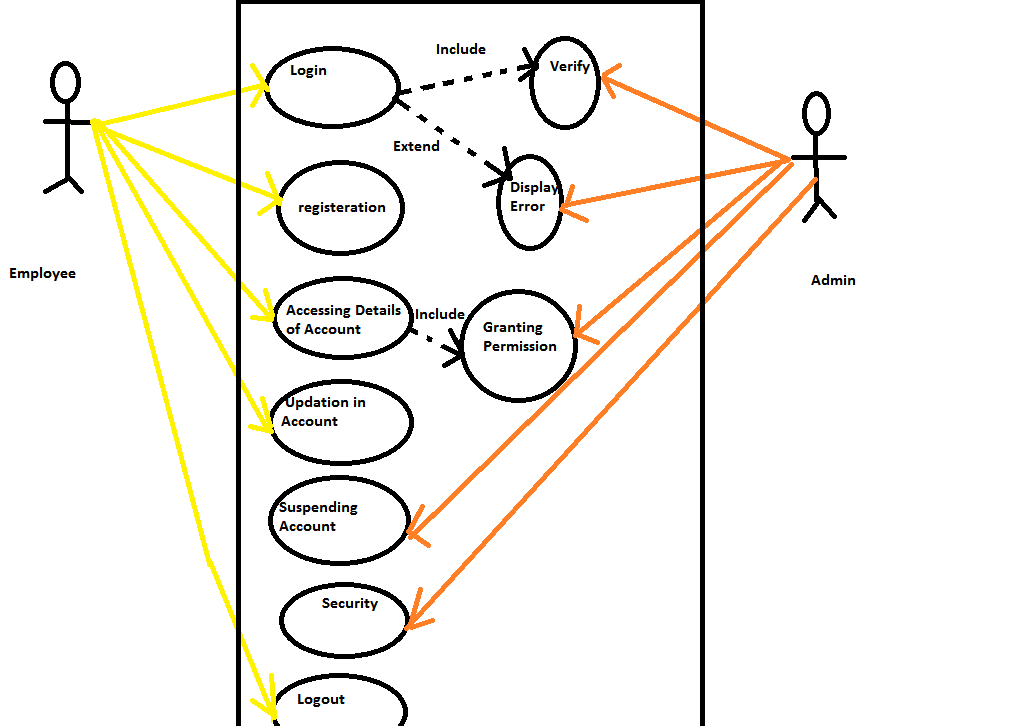 Include
Login
Verify
Extend
Display
Error
registeration
Employee
Admin
Accessing Details
of Account
Include
Granting
Permission
Updation in
Account
Suspending
Account
Security
Logout